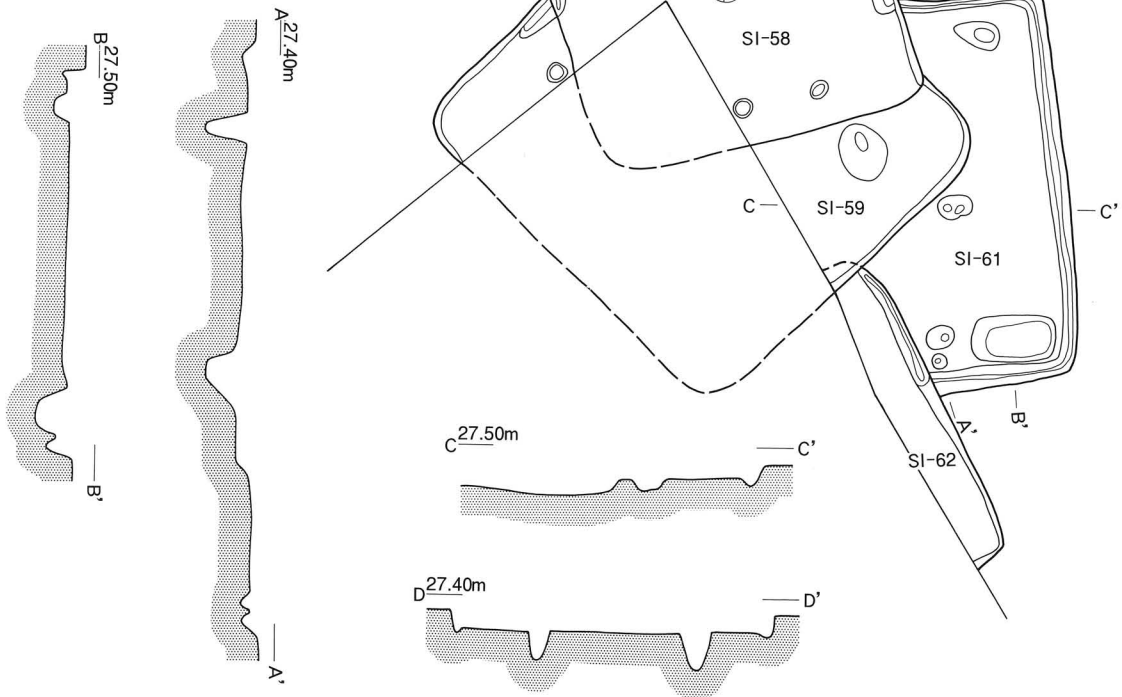 A 27.40m
B 27.50m
SI-58
C
SI-59
C'
SI-61
A'
B'
SI-62
C 27.50m
C'
B'
D 27.40m
D'
A'